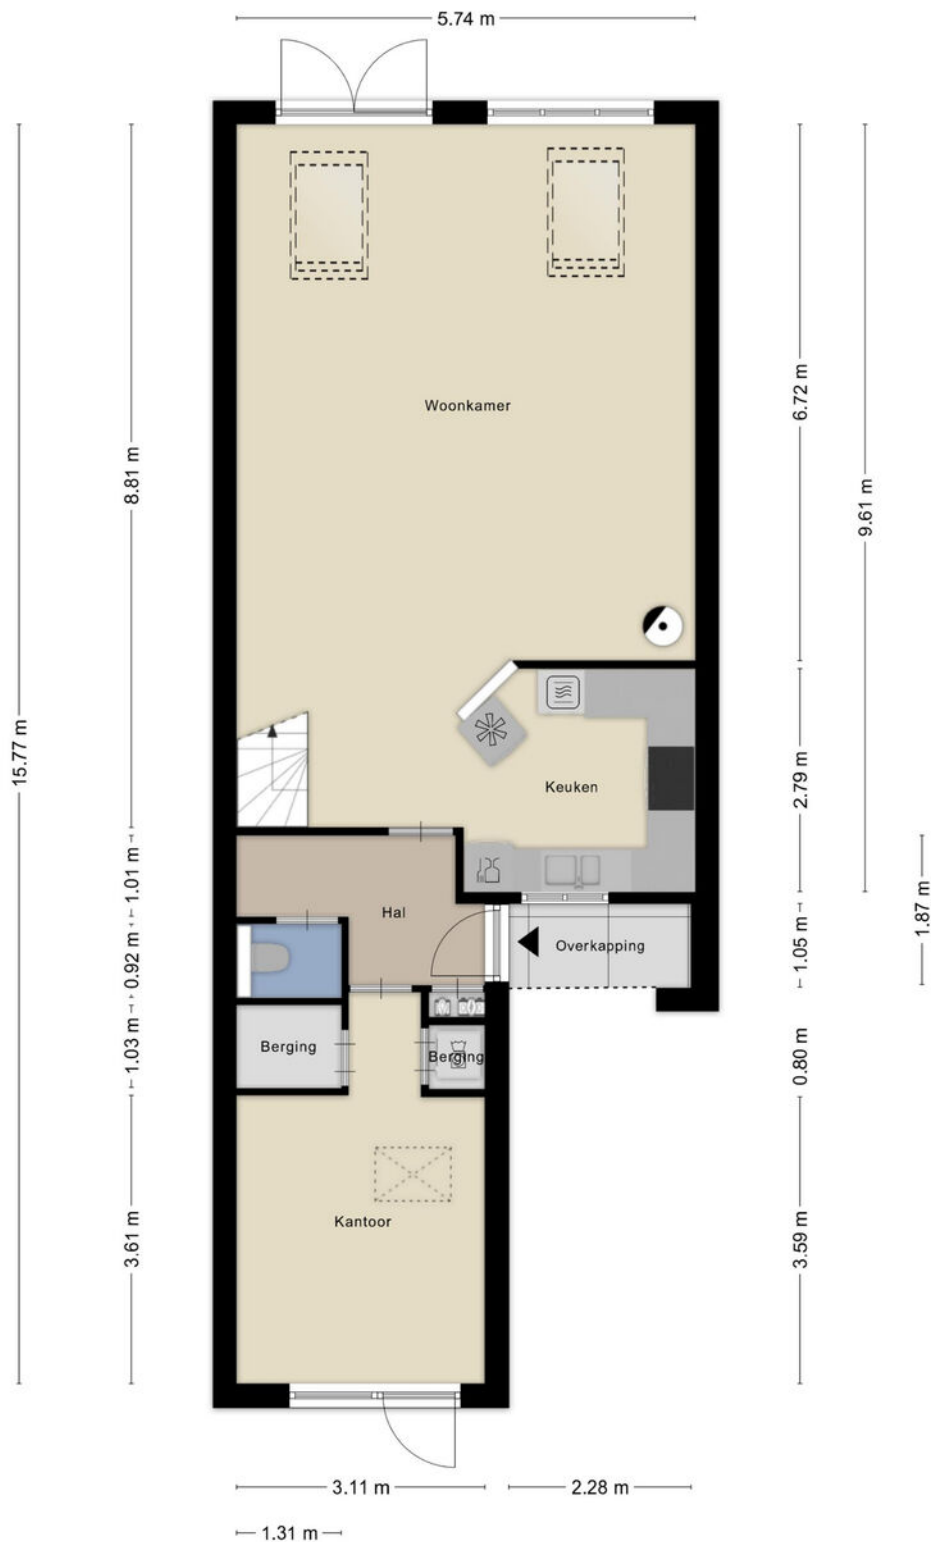 5.74 m
Woonkamer
6.72 m
8.81 m
9.61 m
15.77 m
Keuken
2.79 m
1.01 m
Hal
1.87 m
Overkapping
1.05 m
0.92 m
Berging
Berging
1.03 m
0.80 m
Kantoor
3.61 m
3.59 m
3.11 m
2.28 m
1.31 m